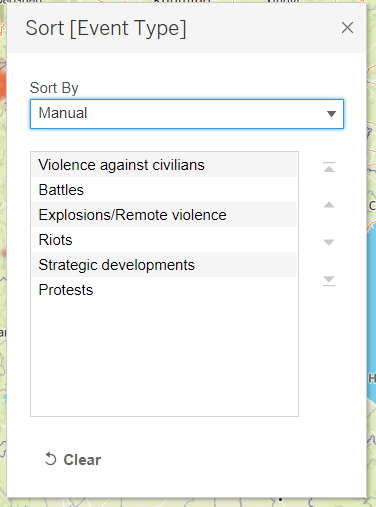 Sort [Event Type]
Sort By
Manual
Violence against civilians
Battles
Explosions/Remote violence
Riots
Strategic developments
Protests
Clear